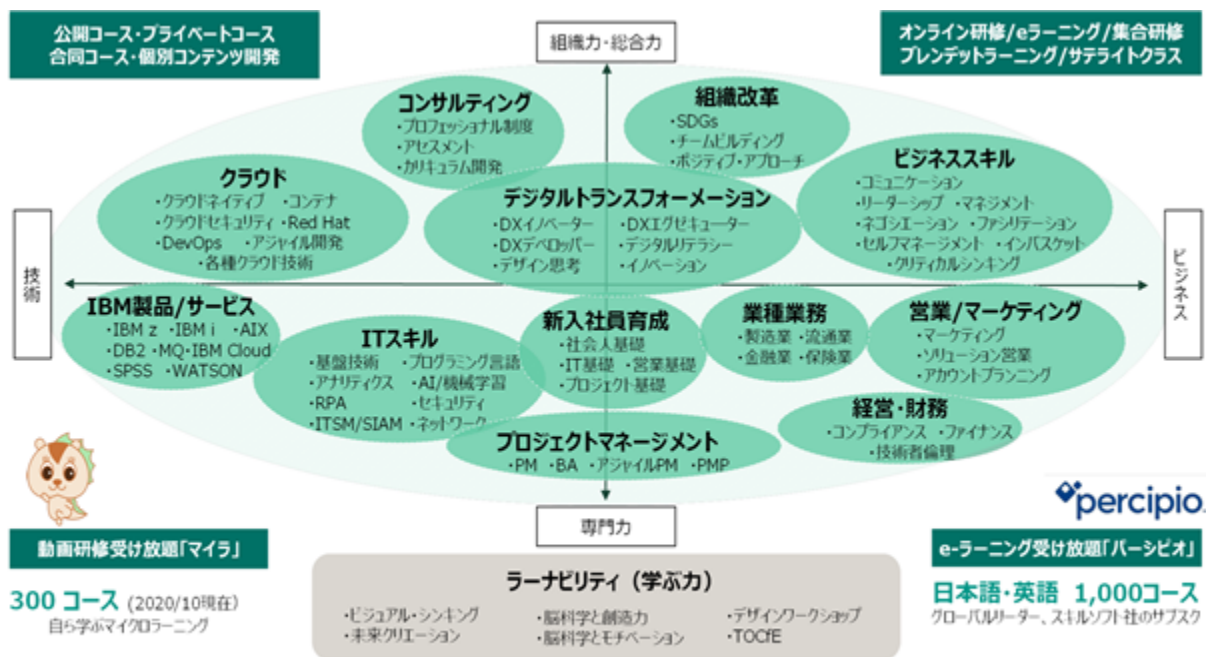 公開コース・プライベートコース
合同コース・個別コンテンツ開発
組織力・総合力
オンライン研修/eラーニング/集合研修
ブレンデットラーニング/サテライトクラス
コンサルティング
・プロフェッショナル制度
・アセスメント
・カリキュラム開発
組織改革
・SDGs
・チームビルディング
・ポジティブ・アプローチ
クラウド
・クラウドネイティブ ・コンテナ
・クラウドセキュリティ ・Red Hat
・DevOps ・アジャイル開発
・各種クラウド技術
デジタルトランスフォーメーション
・DXイノベーター ・DXエグゼキューター
・DXデベロッパー ・デジタルリテラシー
・デザイン思考 ・イノベーション
ビジネススキル
・コミュニケーション
・リーダーシップ ・マネジメント
・ネゴシエーション ・ファシリテーション
・セルフマネージメント ・インバスケット
・クリティカルシンキング
技術
ビジネス
IBM製品/サービス
・IBM z ・IBM i ・AIX
・DB2 ・MQ・IBM Cloud
・SPSS ・WATSON
ITスキル
・基盤技術 ・プログラミング言語
・アナリティクス ・AI/機械学習
・RPA ・セキュリティ
・ITSM/SIAM ・ネットワーク
新入社員育成
・社会人基礎
・IT基礎 ・営業基礎
・プロジェクト基礎
業種業務
・製造業 ・流通業
・金融業 ・保険業
営業/マーケティング
・マーケティング
・ソリューション営業
・アカウントプランニング
経営・財務
・コンプライアンス ・ファイナンス
・技術者倫理
プロジェクトマネージメント
・PM ・BA ・アジャイルPM ・PMP
専門力
percipio
動画研修受け放題「マイラ」
300 コース (2020/10現在)
自ら学ぶマイクロラーニング
e-ラーニング受け放題「パーシピオ」
日本語・英語 1,000コース
グローバルリーダー、スキルソフト社のサブスク
ラーナビリティ（学ぶ力）
・ビジュアル・シンキング ・脳科学と創造力 ・デザインワークショップ
・未来クリエーション ・脳科学とモチベーション ・TOCfE